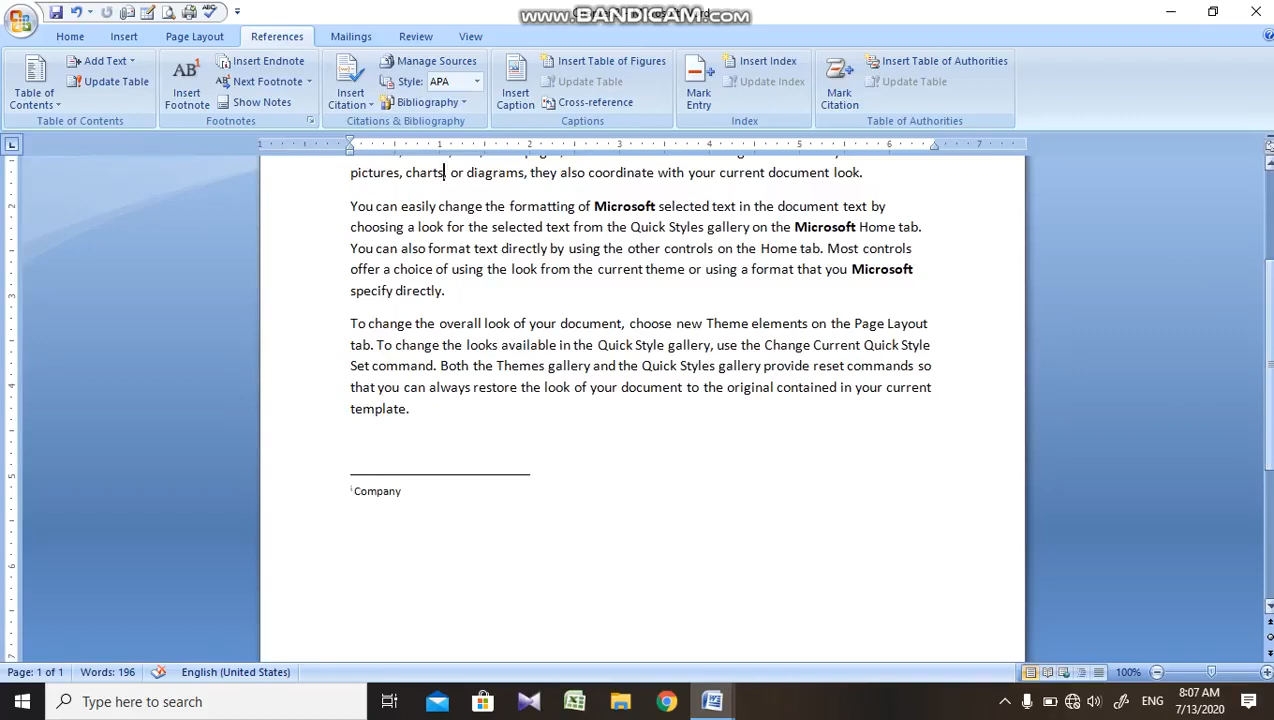 www.BANDICAM.com
Home Insert Page Layout References Mailings Review View
Table of Contents
Add Text
Update Table
Table of Contents
AB¹
Insert Footnote
Insert Endnote
Next Footnote
Show Notes
Footnotes
Insert Citation
Manage Sources
Style: APA
Bibliography
Citations & Bibliography
Insert Caption
Insert Table of Figures
Update Table
Cross-reference
Captions
Mark Entry
Insert Index
Update Index
Index
Mark Citation
Insert Table of Authorities
Update Table
Table of Authorities
1 1 2 3 4 5 6 7
pictures, charts, or diagrams, they also coordinate with your current document look.
You can easily change the formatting of Microsoft selected text in the document text by
choosing a look for the selected text from the Quick Styles gallery on the Microsoft Home tab.
You can also format text directly by using the other controls on the Home tab. Most controls
offer a choice of using the look from the current theme or using a format that you Microsoft
specify directly.
To change the overall look of your document, choose new Theme elements on the Page Layout
tab. To change the looks available in the Quick Style gallery, use the Change Current Quick Style
Set command. Both the Themes gallery and the Quick Styles gallery provide reset commands so
that you can always restore the look of your document to the original contained in your current
template.
i Company
Page: 1 of 1 Words: 196 English (United States) 100%
Type here to search
ENG
8:07 AM
7/13/2020